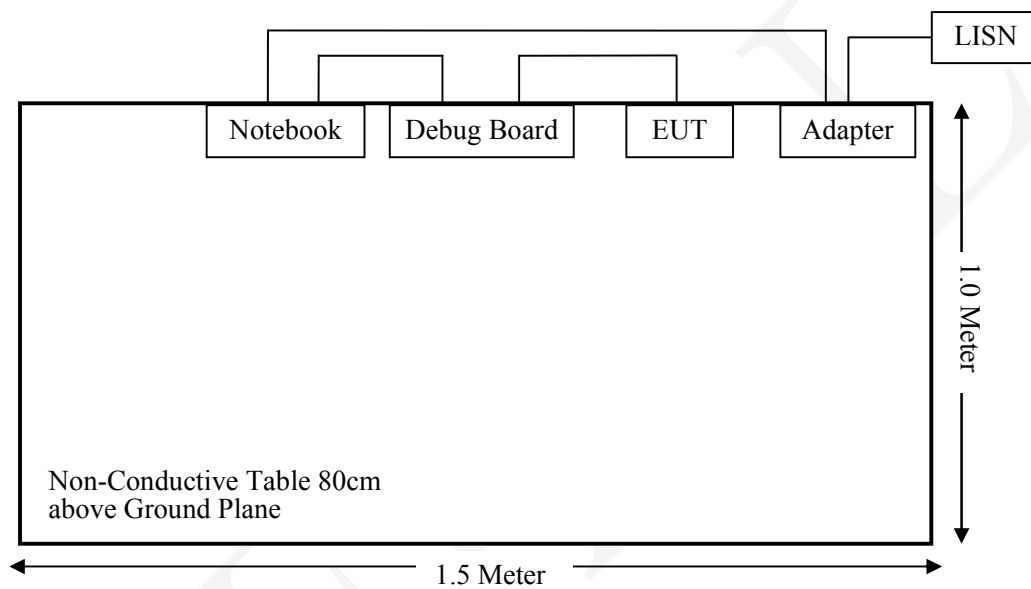 LISN
Notebook
Debug Board
EUT
Adapter
1.0 Meter
Non-Conductive Table 80cm
above Ground Plane
1.5 Meter